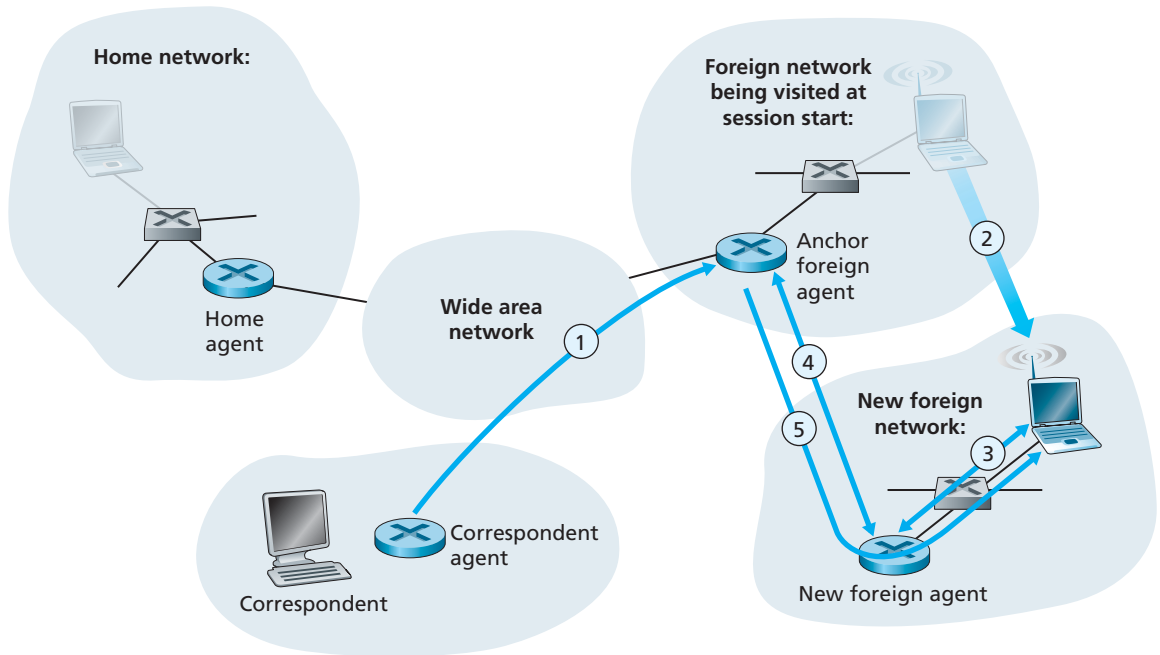 Home network:
Home
agent
Wide area
network
1
Foreign network
being visited at
session start:
Anchor
foreign
agent
2
4
5
New foreign
network:
3
New foreign agent
Correspondent
agent
Correspondent